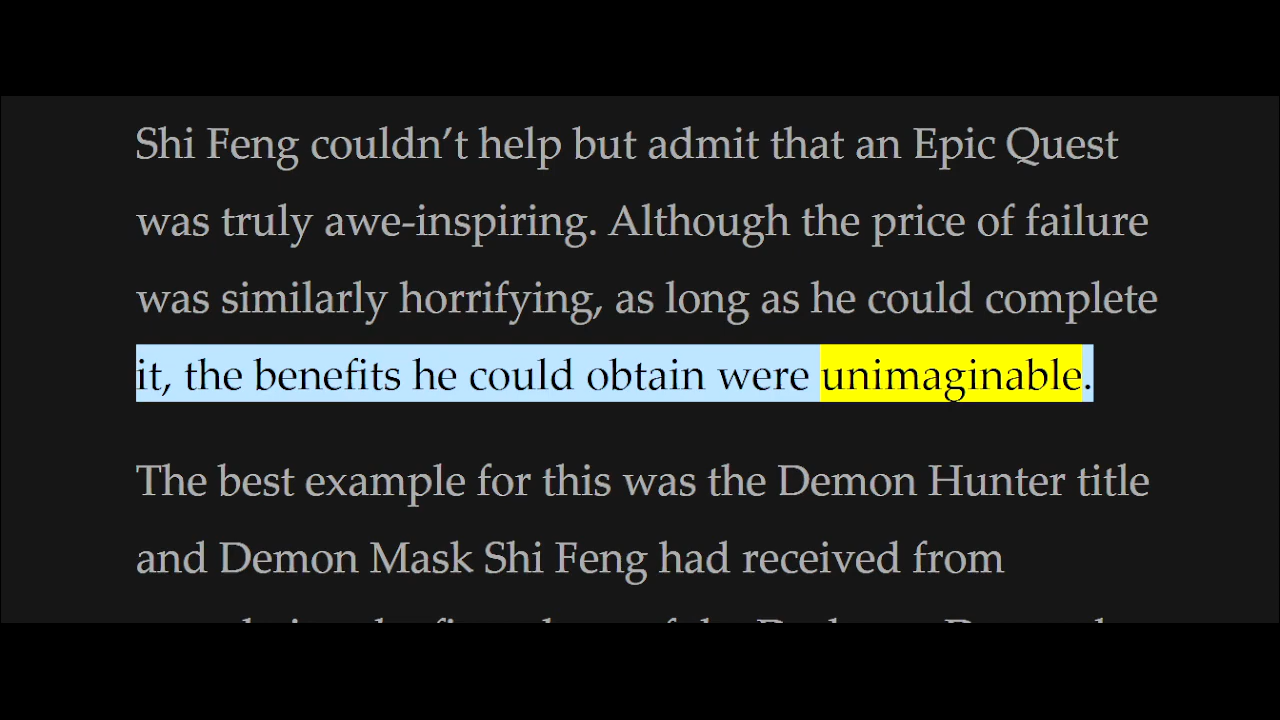 Shi Feng couldn’t help but admit that an Epic Quest
was truly awe-inspiring. Although the price of failure
was similarly horrifying, as long as he could complete
it, the benefits he could obtain were unimaginable.
The best example for this was the Demon Hunter title
and Demon Mask Shi Feng had received from